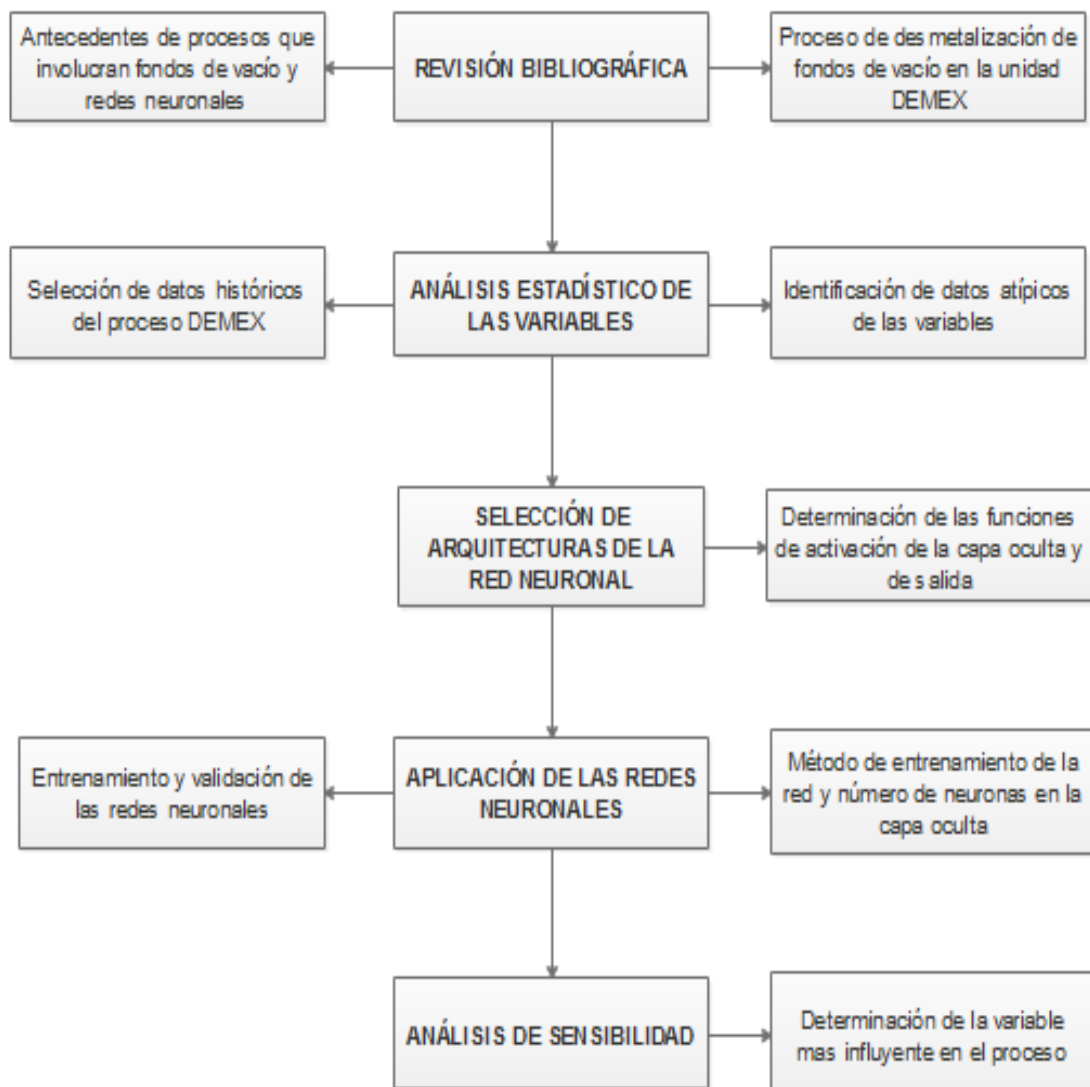 Antecedentes de procesos que
involucran fondos de vacío y
redes neuronales
REVISIÓN BIBLIOGRÁFICA
Proceso de desmetalización de
fondos de vacío en la unidad
DEMEX
Selección de datos históricos
del proceso DEMEX
ANÁLISIS ESTADÍSTICO DE
LAS VARIABLES
Identificación de datos atípicos
de las variables
SELECCIÓN DE
ARQUITECTURAS DE LA
RED NEURONAL
Determinación de las funciones
de activación de la capa oculta y
de salida
Entrenamiento y validación de
las redes neuronales
APLICACIÓN DE LAS REDES
NEURONALES
Método de entrenamiento de la
red y número de neuronas en la
capa oculta
ANÁLISIS DE SENSIBILIDAD
Determinación de la variable
mas influyente en el proceso